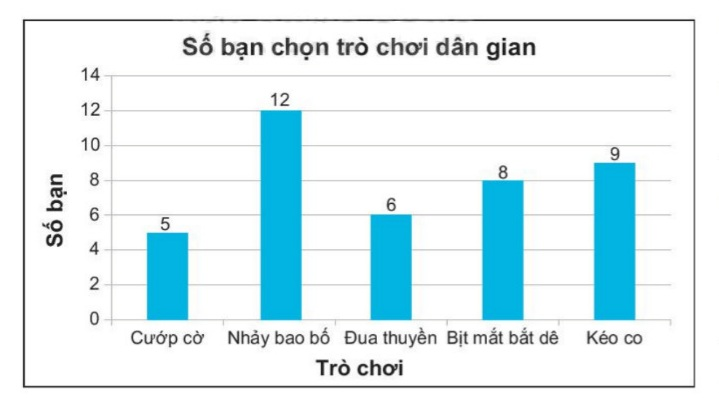 Số bạn chọn trò chơi dân gian
14
12
10
8
6
4
2
0
Số bạn
5
12
6
8
9
Cướp cờ
Nhảy bao bố
Đua thuyền
Bịt mắt bắt dê
Kéo co
Trò chơi